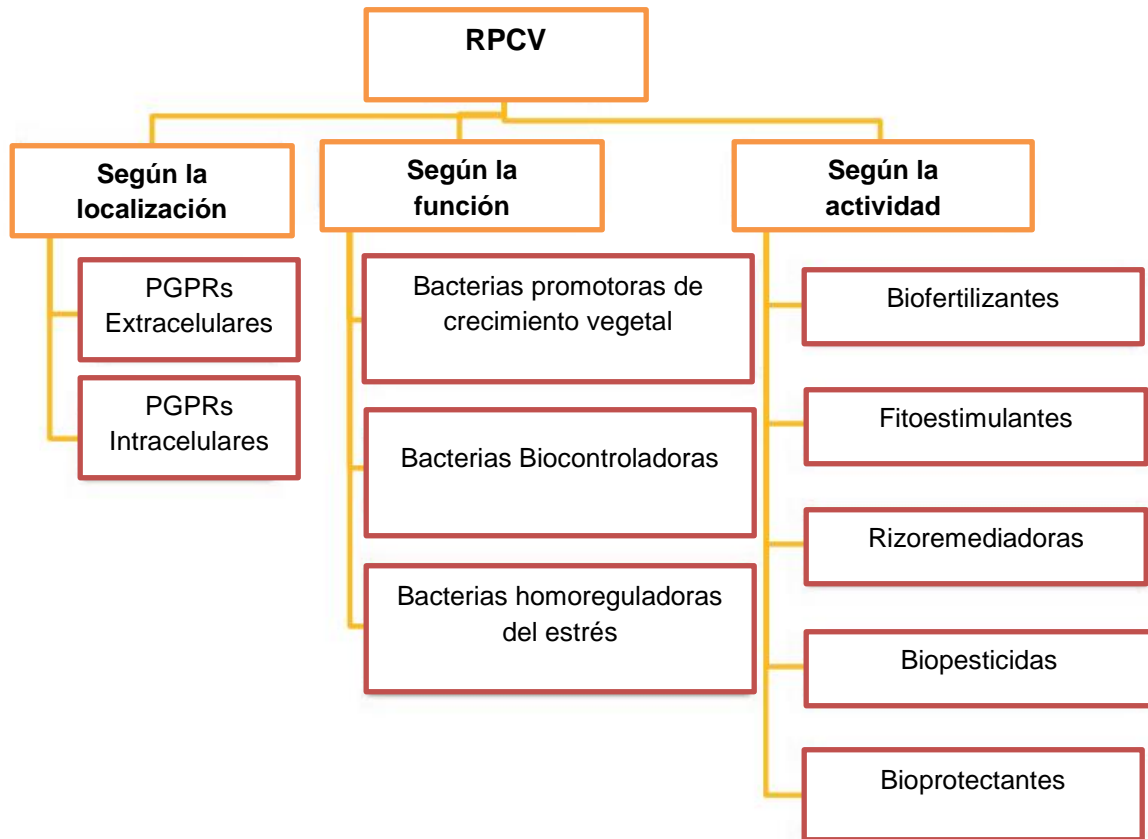 RPCV
Según la
localización
PGPRs
Extracelulares
PGPRs
Intracelulares
Según la
función
Bacterias promotoras de
crecimiento vegetal
Bacterias Biocontroladoras
Bacterias homoreguladoras
del estrés
Según la
actividad
Biofertilizantes
Fitoestimulantes
Rizoremediadoras
Biopesticidas
Bioprotectantes